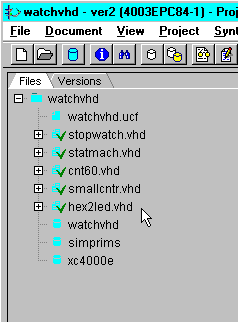 watchvhd - ver2 (4003EPC84-1) - Proj
File Document View Project Synt
Files Versions
watchvhd
watchvhd.ucf
stopwatch.vhd
statmach.vhd
cnt60.vhd
smallcntr.vhd
hex2led.vhd
watchvhd
simprims
xc4000e